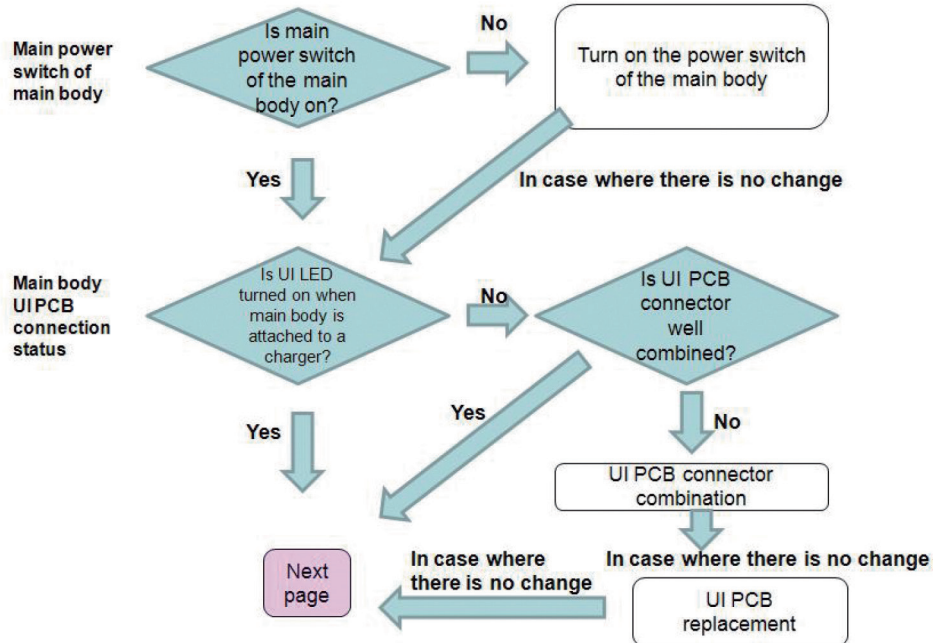 Main power
switch of
main body
Is main
power switch
of the main
body on?
No
Turn on the power switch
of the main body
Yes
In case where there is no change
Main body
UI PCB
connection
status
Is UI LED
turned on when
main body is
attached to a
charger?
No
Is UI PCB
connector
well
combined?
Yes
Yes
No
UI PCB connector
combination
In case where there is no change
Next
page
In case where
there is no change
UI PCB
replacement